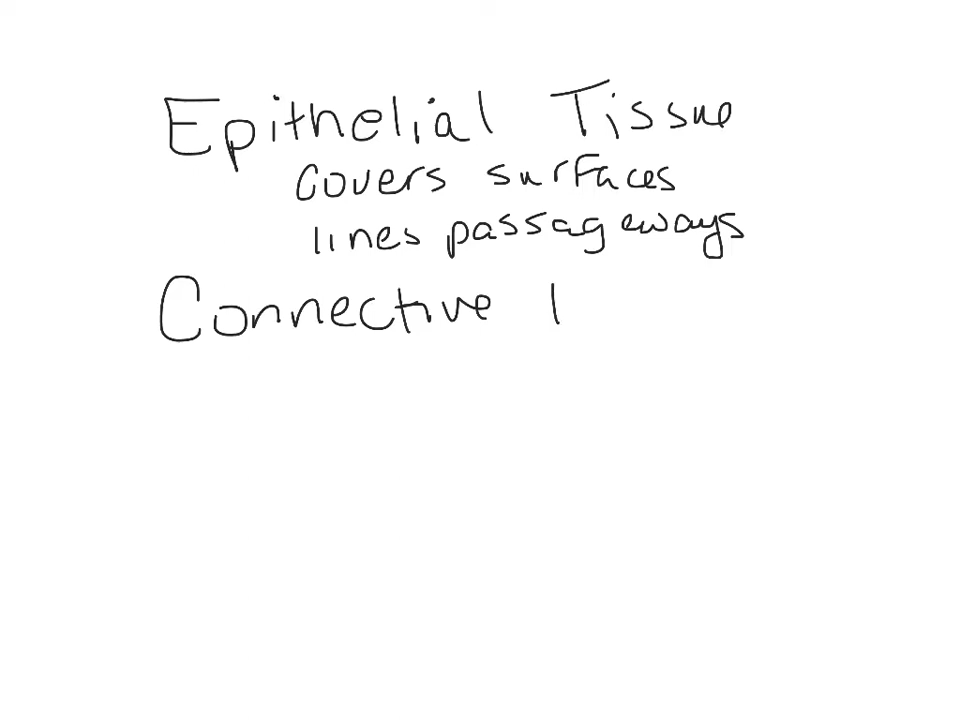 Epithelial Tissue
covers surfaces
lines passageways
Connective